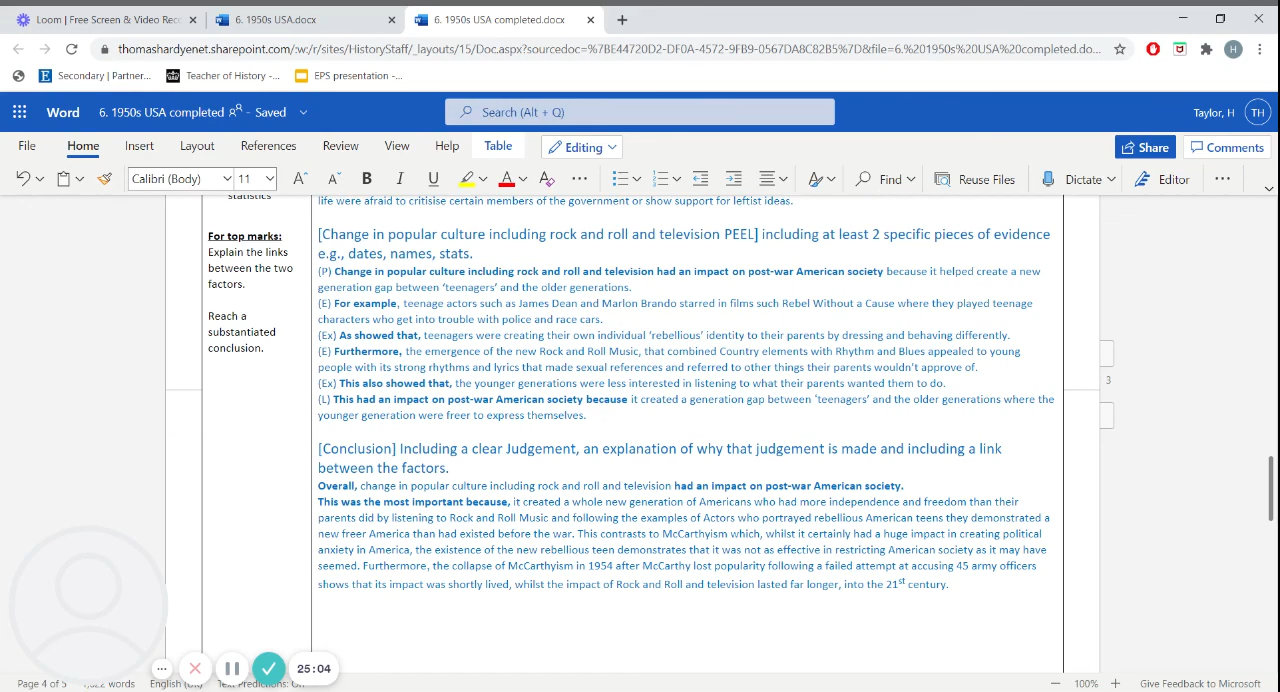 Loom | Free Screen & Video Rec
6. 1950s USA.docx
6. 1950s USA completed.docx
thomashardyenet.sharepoint.com/:w:/r/sites/HistoryStaff/_layouts/15/Doc.aspx?sourcedoc=%7BE44720D2-DF0A-4572-9FB9-0567DA8C82B5%7D&file=6.%201950s%20USA%20completed.do...
H
Secondary | Partner...
Teacher of History -...
EPS presentation -...
Word
6. 1950s USA completed - Saved
Search (Alt + Q)
Taylor, H
TH
File
Home
Insert
Layout
References
Review
View
Help
Table
Editing
Share
Comments
Calibri (Body)
11
B
I
U
Find
Reuse Files
Dictate
Editor
statistics
For top marks:
Explain the links
between the two
factors.
Reach a
substantiated
conclusion.
life were afraid to critisise certain members of the government or show support for leftist ideas.
[Change in popular culture including rock and roll and television PEEL] including at least 2 specific pieces of evidence
e.g., dates, names, stats.
(P) Change in popular culture including rock and roll and television had an impact on post-war American society because it helped create a new
generation gap between ‘teenagers’ and the older generations.
(E) For example, teenage actors such as James Dean and Marlon Brando starred in films such Rebel Without a Cause where they played teenage
characters who get into trouble with police and race cars.
(Ex) As showed that, teenagers were creating their own individual ‘rebellious’ identity to their parents by dressing and behaving differently.
(E) Furthermore, the emergence of the new Rock and Roll Music, that combined Country elements with Rhythm and Blues appealed to young
people with its strong rhythms and lyrics that made sexual references and referred to other things their parents wouldn't approve of.
(Ex) This also showed that, the younger generations were less interested in listening to what their parents wanted them to do.
(L) This had an impact on post-war American society because it created a generation gap between ‘teenagers’ and the older generations where the
younger generation were freer to express themselves.
[Conclusion] Including a clear Judgement, an explanation of why that judgement is made and including a link
between the factors.
Overall, change in popular culture including rock and roll and television had an impact on post-war American society.
This was the most important because, it created a whole new generation of Americans who had more independence and freedom than their
parents did by listening to Rock and Roll Music and following the examples of Actors who portrayed rebellious American teens they demonstrated a
new freer America than had existed before the war. This contrasts to McCarthyism which, whilst it certainly had a huge impact in creating political
anxiety in America, the existence of the new rebellious teen demonstrates that it was not as effective in restricting American society as it may have
seemed. Furthermore, the collapse of McCarthyism in 1954 after McCarthy lost popularity following a failed attempt at accusing 45 army officers
shows that its impact was shortly lived, whilst the impact of Rock and Roll and television lasted far longer, into the 21st century.
3
25:04
Page 4 of 5
words
English
100%
Give Feedback to Microsoft